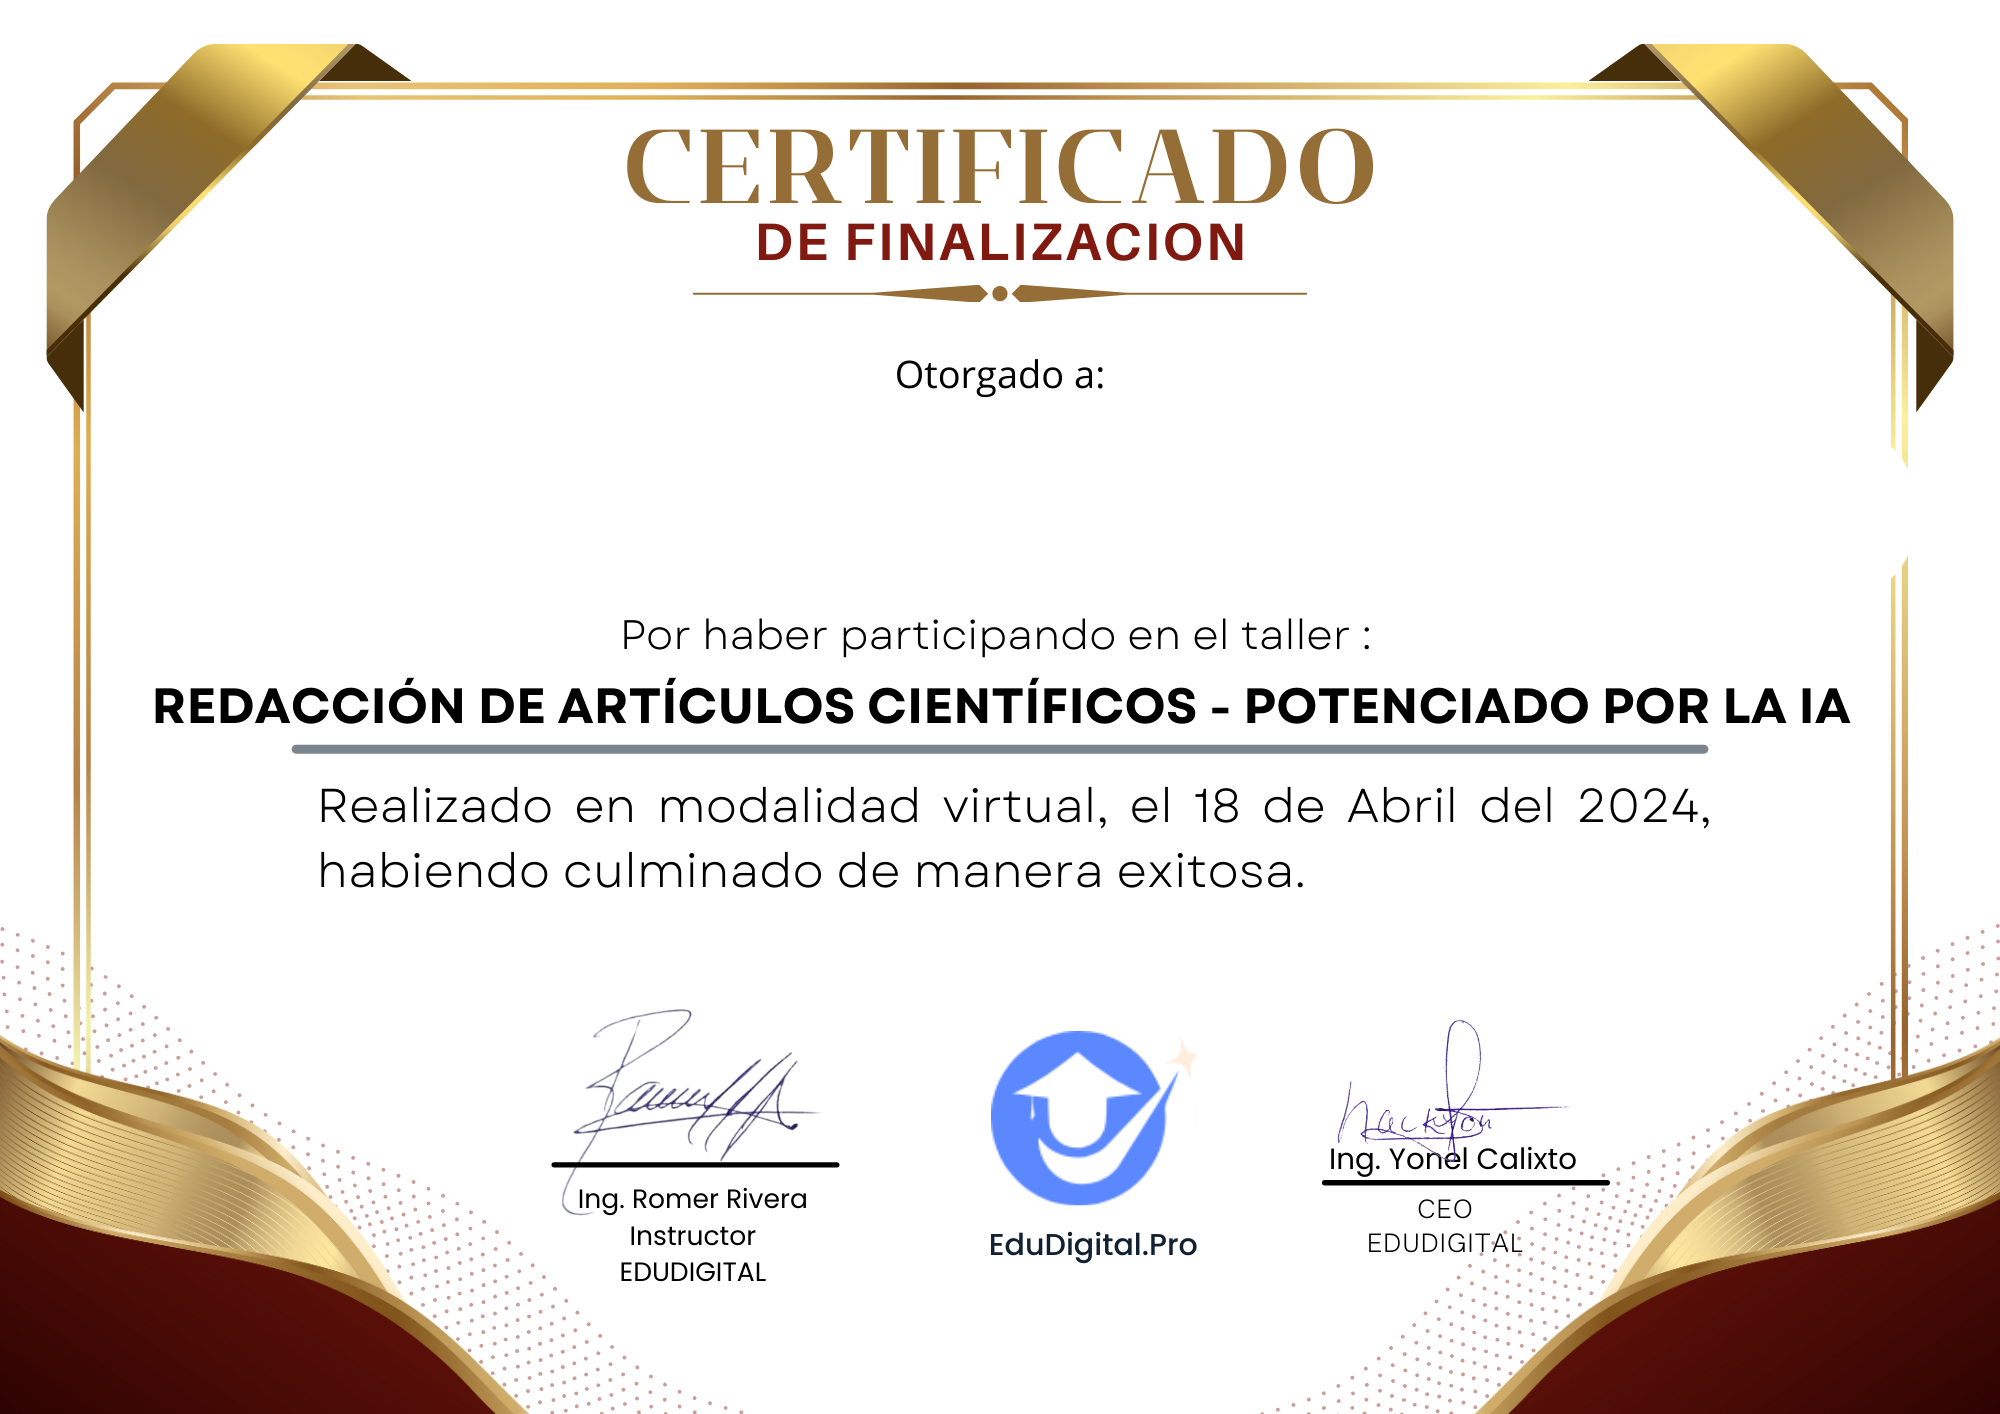 CERTIFICADO
DE FINALIZACION
Otorgado a:
Por haber participando en el taller :
REDACCIÓN DE ARTÍCULOS CIENTÍFICOS - POTENCIADO POR LA IA
Realizado en modalidad virtual, el 18 de Abril del 2024,
habiendo culminado de manera exitosa.
Ing. Romer Rivera
Instructor
EDUDIGITAL
EduDigital.Pro
Ing. Yonel Calixto
CEO
EDUDIGITAL